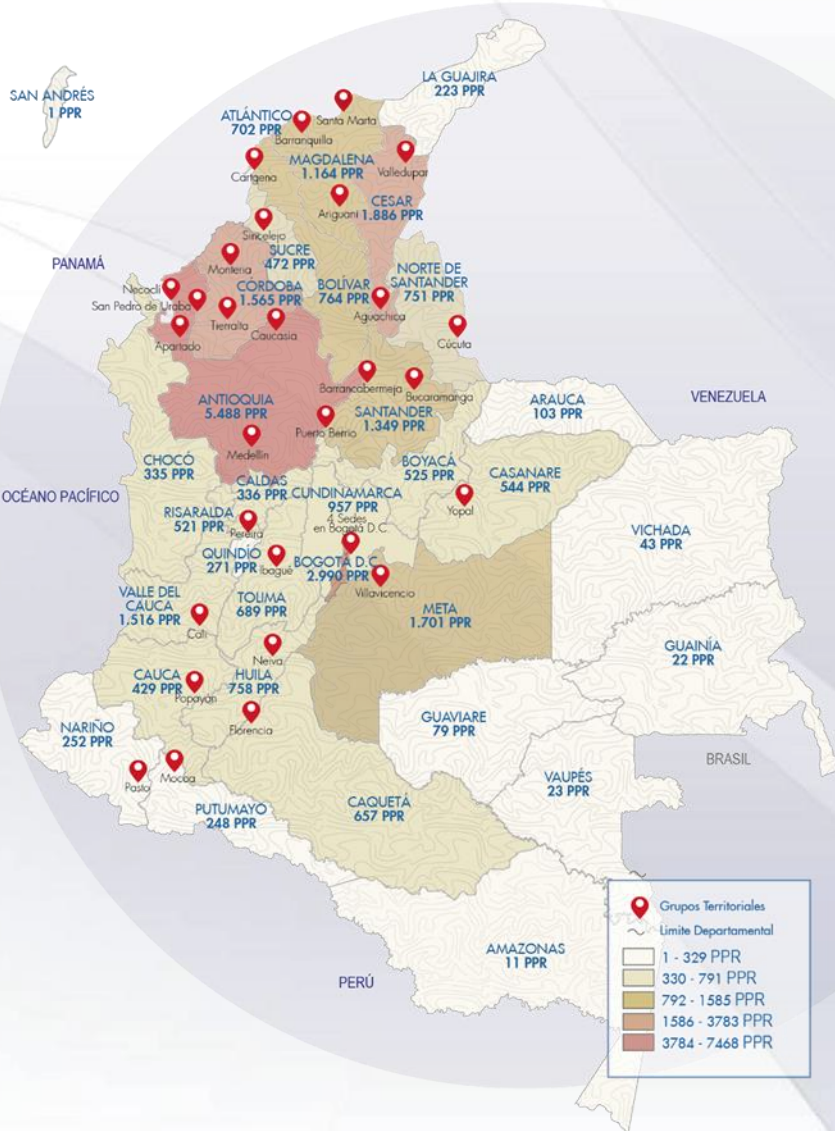 SAN ANDRÉS
1 PPR
LA GUAJIRA
223 PPR
ATLÁNTICO
702 PPR
Santa Marta
Barranquilla
MAGDALENA
1.164 PPR
Valledupar
Cartgena
Ariguaní
CESAR
1.886 PPR
Sincelejo
SUCRE
472 PPR
PANAMÁ
Montería
NORTE DE
SANTANDER
751 PPR
Necoclí
San Pedro de Uraba
CÓRDOBA
1.565 PPR
BOLÍVAR
764 PPR
Tierralta
Caucasia
Aguachica
Apartado
Cúcuta
Barrancabermeja
Bucaramanga
ANTIOQUIA
5.488 PPR
ARAUCA
103 PPR
VENEZUELA
SANTANDER
1.349 PPR
Puerto Berrio
Medellín
CHOCÓ
335 PPR
BOYACÁ
525 PPR
CASANARE
544 PPR
CALDAS
336 PPR
CUNDINAMARCA
957 PPR
OCÉANO PACÍFICO
Yopal
RISARALDA
521 PPR
Pereira
4 Sedes
en Bogotá D.C
VICHADA
43 PPR
QUINDÍO
271 PPR
Ibagué
BOGOTÁ D.C
2.990 PPR
Villavicencio
VALLE DEL
CAUCA
1.516 PPR
Cali
TOLIMA
689 PPR
META
1.701 PPR
GUAINÍA
22 PPR
Neiva
CAUCA
429 PPR
Popayán
HUILA
758 PPR
Florencia
NARIÑO
252 PPR
GUAVIARE
79 PPR
BRASIL
Pasto
Mocoa
VAUPÉS
23 PPR
PUTUMAYO
248 PPR
CAQUETÁ
657 PPR
AMAZONAS
11 PPR
PERÚ
Grupos Territoriales
Limite Departamental
1 - 329 PPR
330 - 791 PPR
792 - 1585 PPR
1586 - 3783 PPR
3784 - 7468 PPR